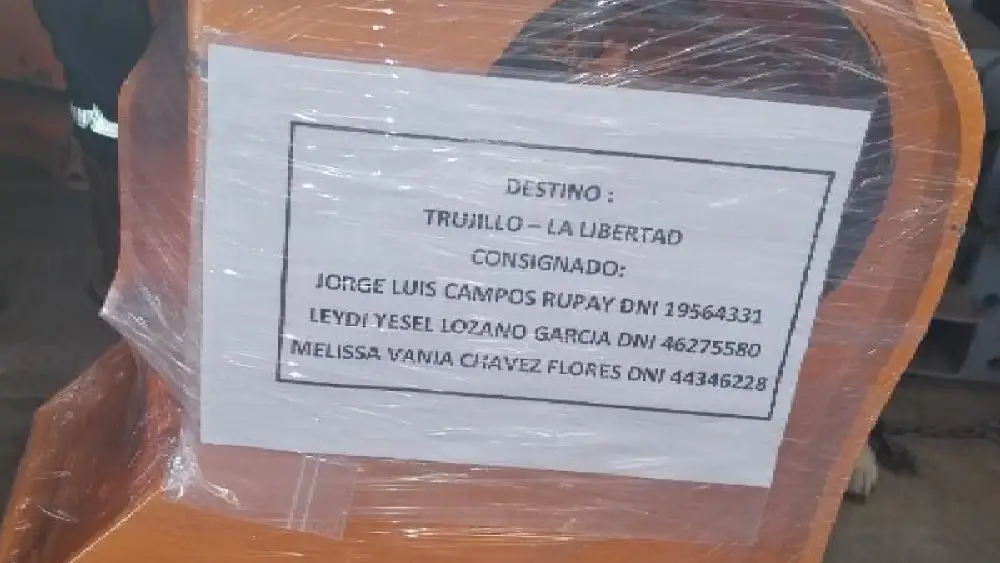 DESTINO :
TRUJILLO – LA LIBERTAD
CONSIGNADO:
JORGE LUIS CAMPOS RUPAY DNI 19564331
LEYDI YESEL LOZANO GARCIA DNI 46275580
MELISSA VANIA CHAVEZ FLORES DNI 44346228